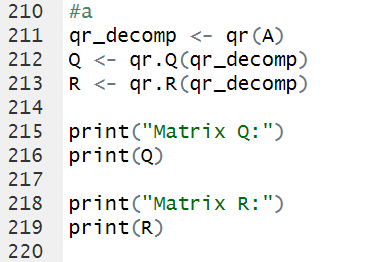 210 #a
211 qr_decomp <- qr(A)
212 Q <- qr.Q(qr_decomp)
213 R <- qr.R(qr_decomp)
214
215 print("Matrix Q:")
216 print(Q)
217
218 print("Matrix R:")
219 print(R)
220